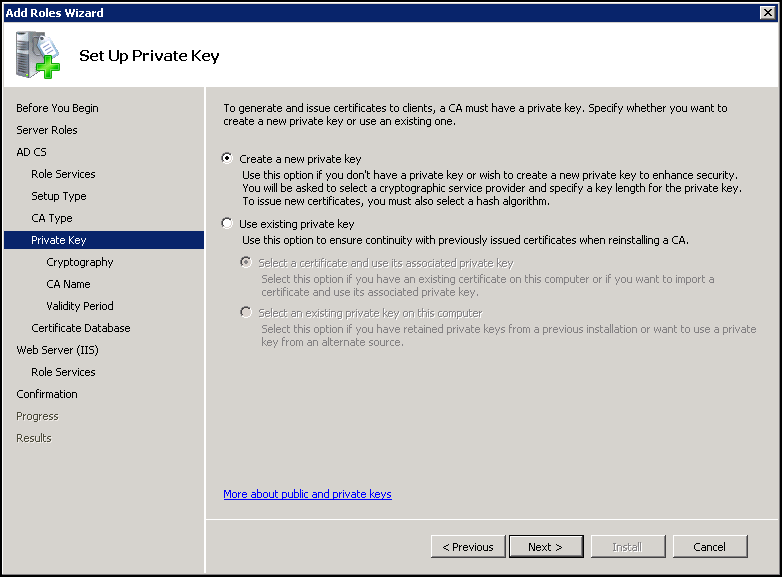 Add Roles Wizard
Set Up Private Key
Before You Begin
Server Roles
AD CS
Role Services
Setup Type
CA Type
Private Key
Cryptography
CA Name
Validity Period
Certificate Database
Web Server (IIS)
Role Services
Confirmation
Progress
Results
To generate and issue certificates to clients, a CA must have a private key. Specify whether you want to
create a new private key or use an existing one.
Create a new private key
Use this option if you don't have a private key or wish to create a new private key to enhance security.
You will be asked to select a cryptographic service provider and specify a key length for the private key.
To issue new certificates, you must also select a hash algorithm.
Use existing private key
Use this option to ensure continuity with previously issued certificates when reinstalling a CA.
Select a certificate and use its associated private key
Select this option if you have an existing certificate on this computer or if you want to import a
certificate and use its associated private key.
Select an existing private key on this computer
Select this option if you have retained private keys from a previous installation or want to use a private
key from an alternate source.
More about public and private keys
< Previous
Next >
Install
Cancel